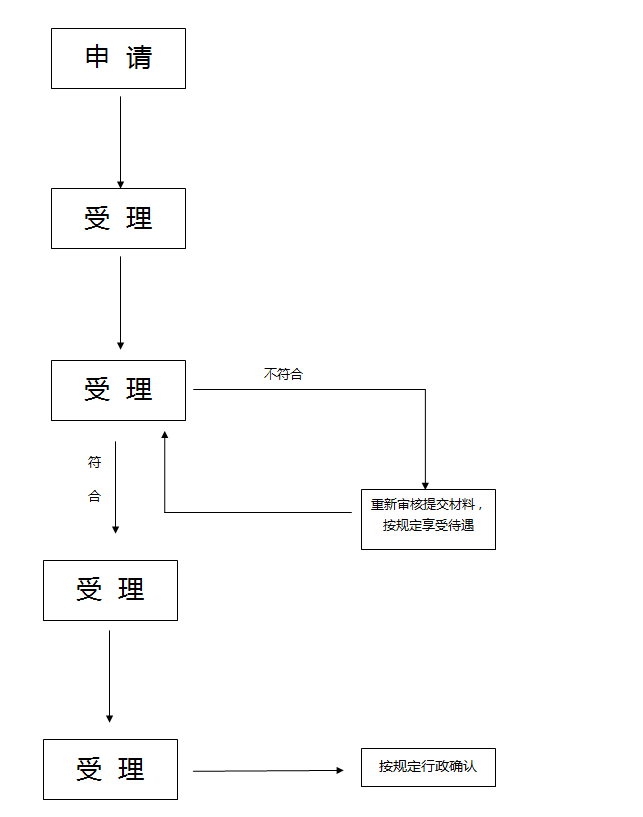 申 请
受 理
受 理
不符合
符
合
重新审核提交材料，
按规定享受待遇
受 理
受 理
按规定行政确认